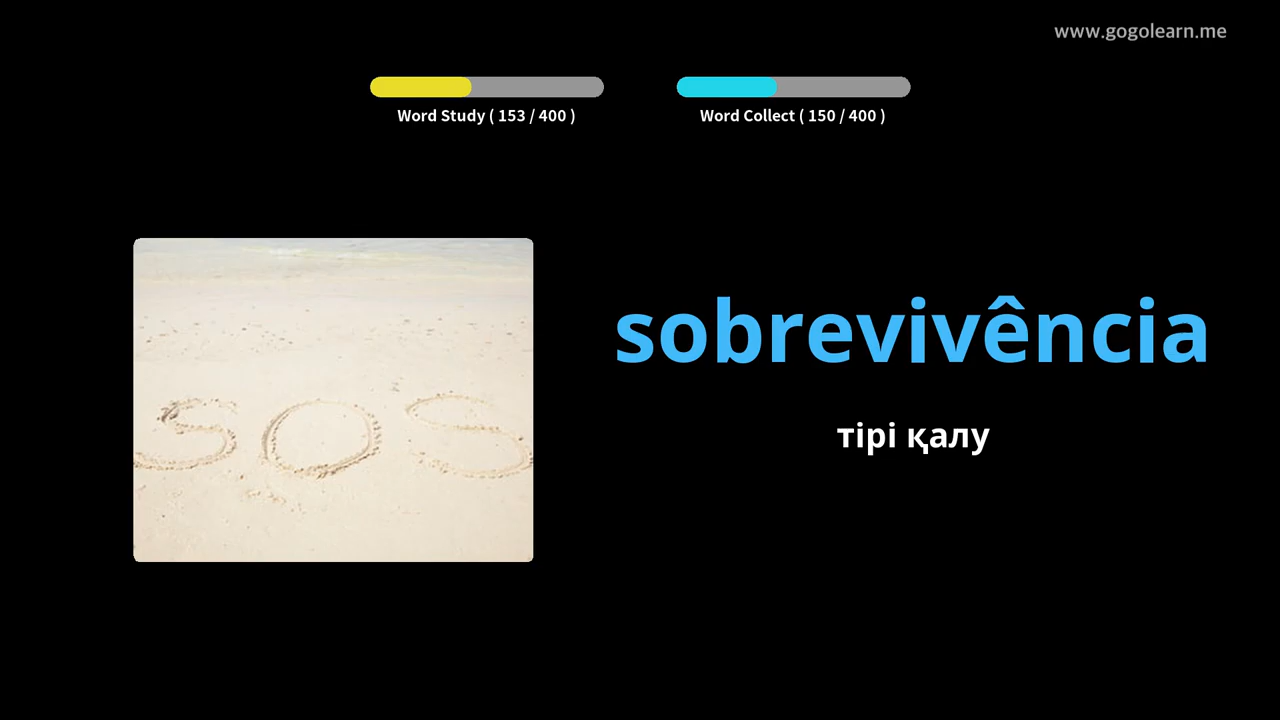 www.gogolearn.me
Word Study ( 153 / 400 )
Word Collect ( 150 / 400 )
SOS
sobrevivência
тірі қалу